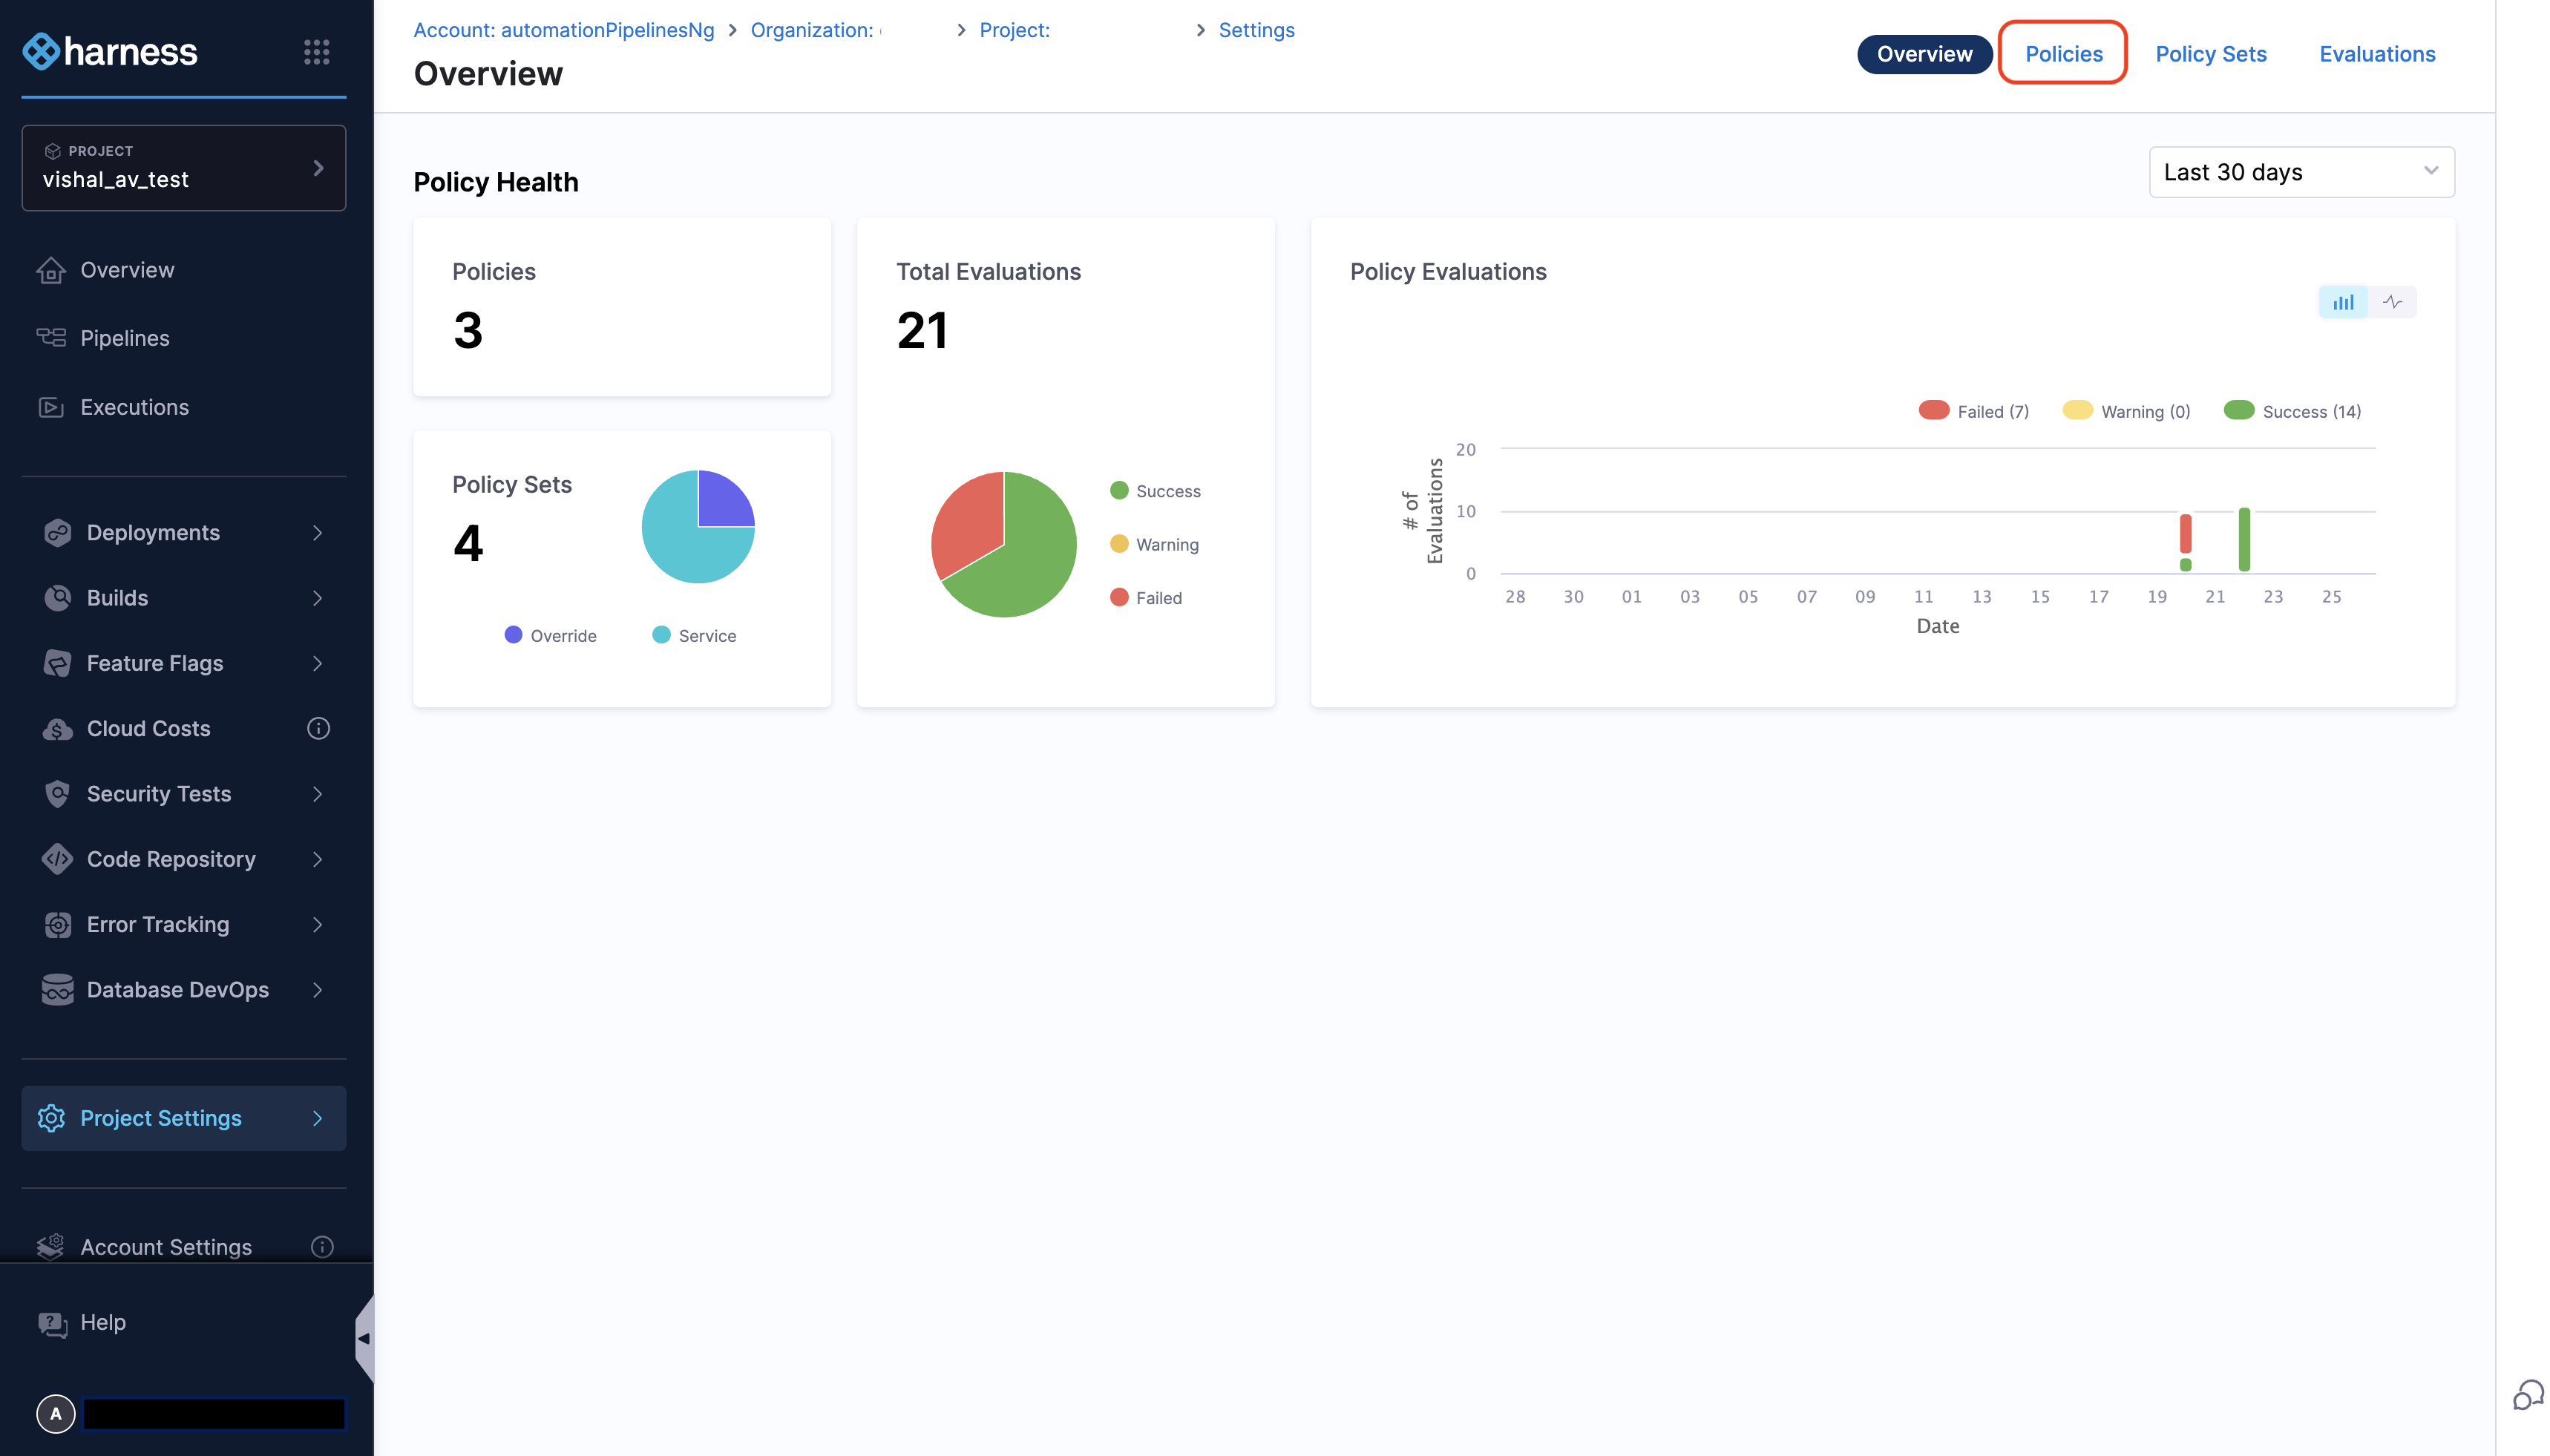 harness
PROJECT
vishal_av_test
Overview
Pipelines
Executions
Deployments
Builds
Feature Flags
Cloud Costs
Security Tests
Code Repository
Error Tracking
Database DevOps
Project Settings
Account Settings
Help
A
Account: automationPipelinesNg > Organization: > Project: > Settings
Overview
Overview Policies Policy Sets Evaluations
Policy Health
Last 30 days
Policies
3
Policy Sets
4
Override Service
Total Evaluations
21
Success
Warning
Failed
Policy Evaluations
Failed (7) Warning (0) Success (14)
# of
Evaluations
20
10
0
28 30 01 03 05 07 09 11 13 15 17 19 21 23 25
Date